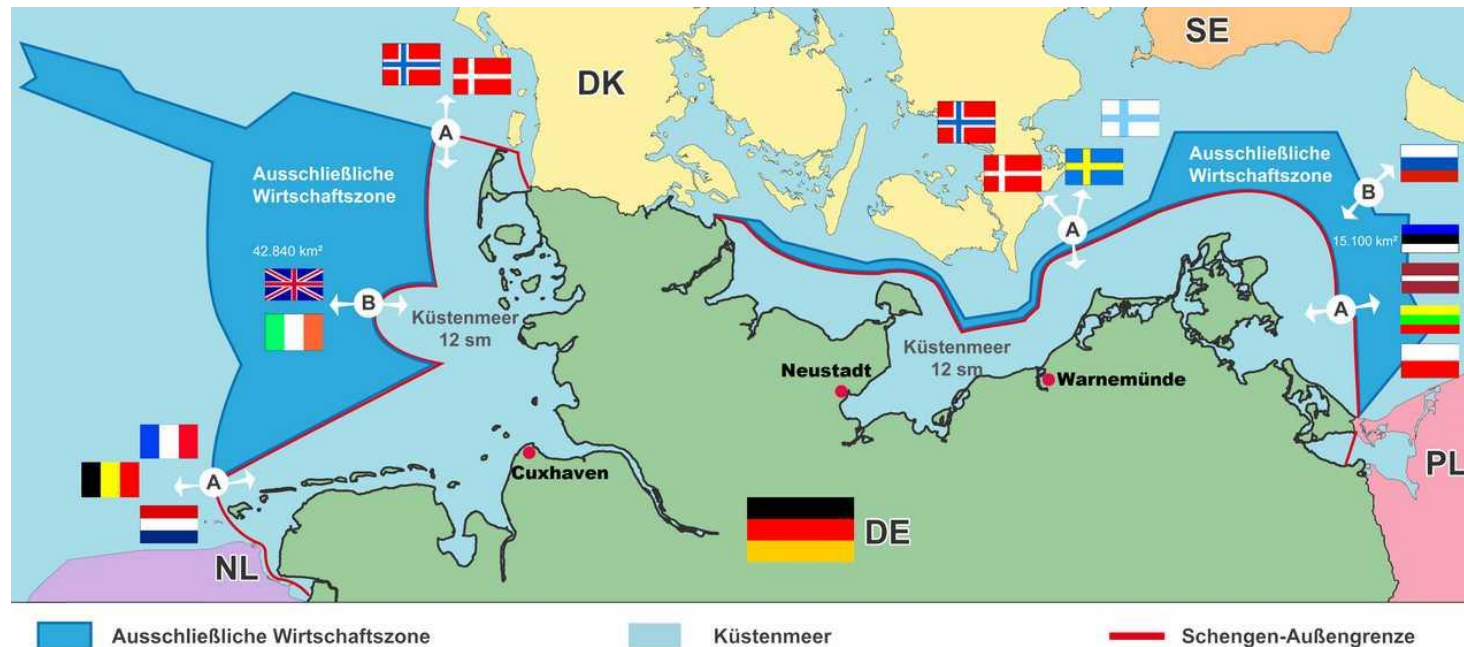 SE
DK
A
Ausschließliche
Wirtschaftszone
42.840 km²
B
Küstenmeer
12 sm
A
Ausschließliche
Wirtschaftszone
B
15.100 km²
A
A
Küstenmeer
12 sm
Neustadt
Warnemünde
Cuxhaven
PL
DE
NL
Ausschließliche Wirtschaftszone
Küstenmeer
Schengen-Außengrenze